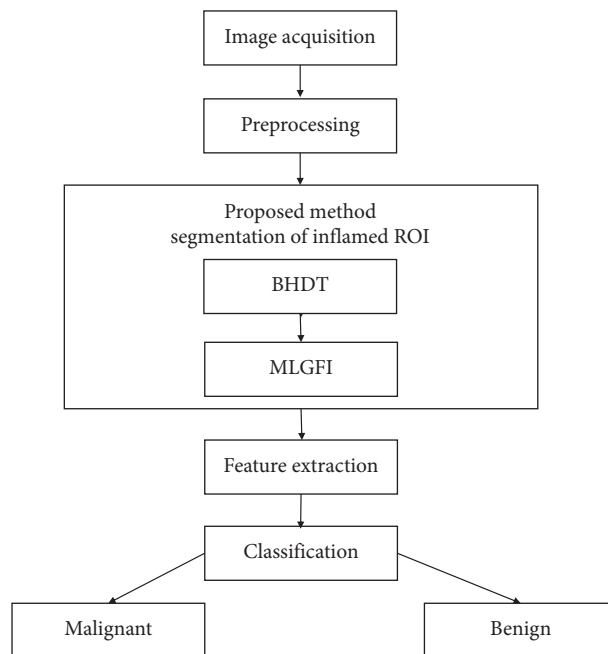 Image acquisition
Preprocessing
Proposed method
segmentation of inflamed ROI
BHDT
MLGFI
Feature extraction
Classification
Malignant
Benign